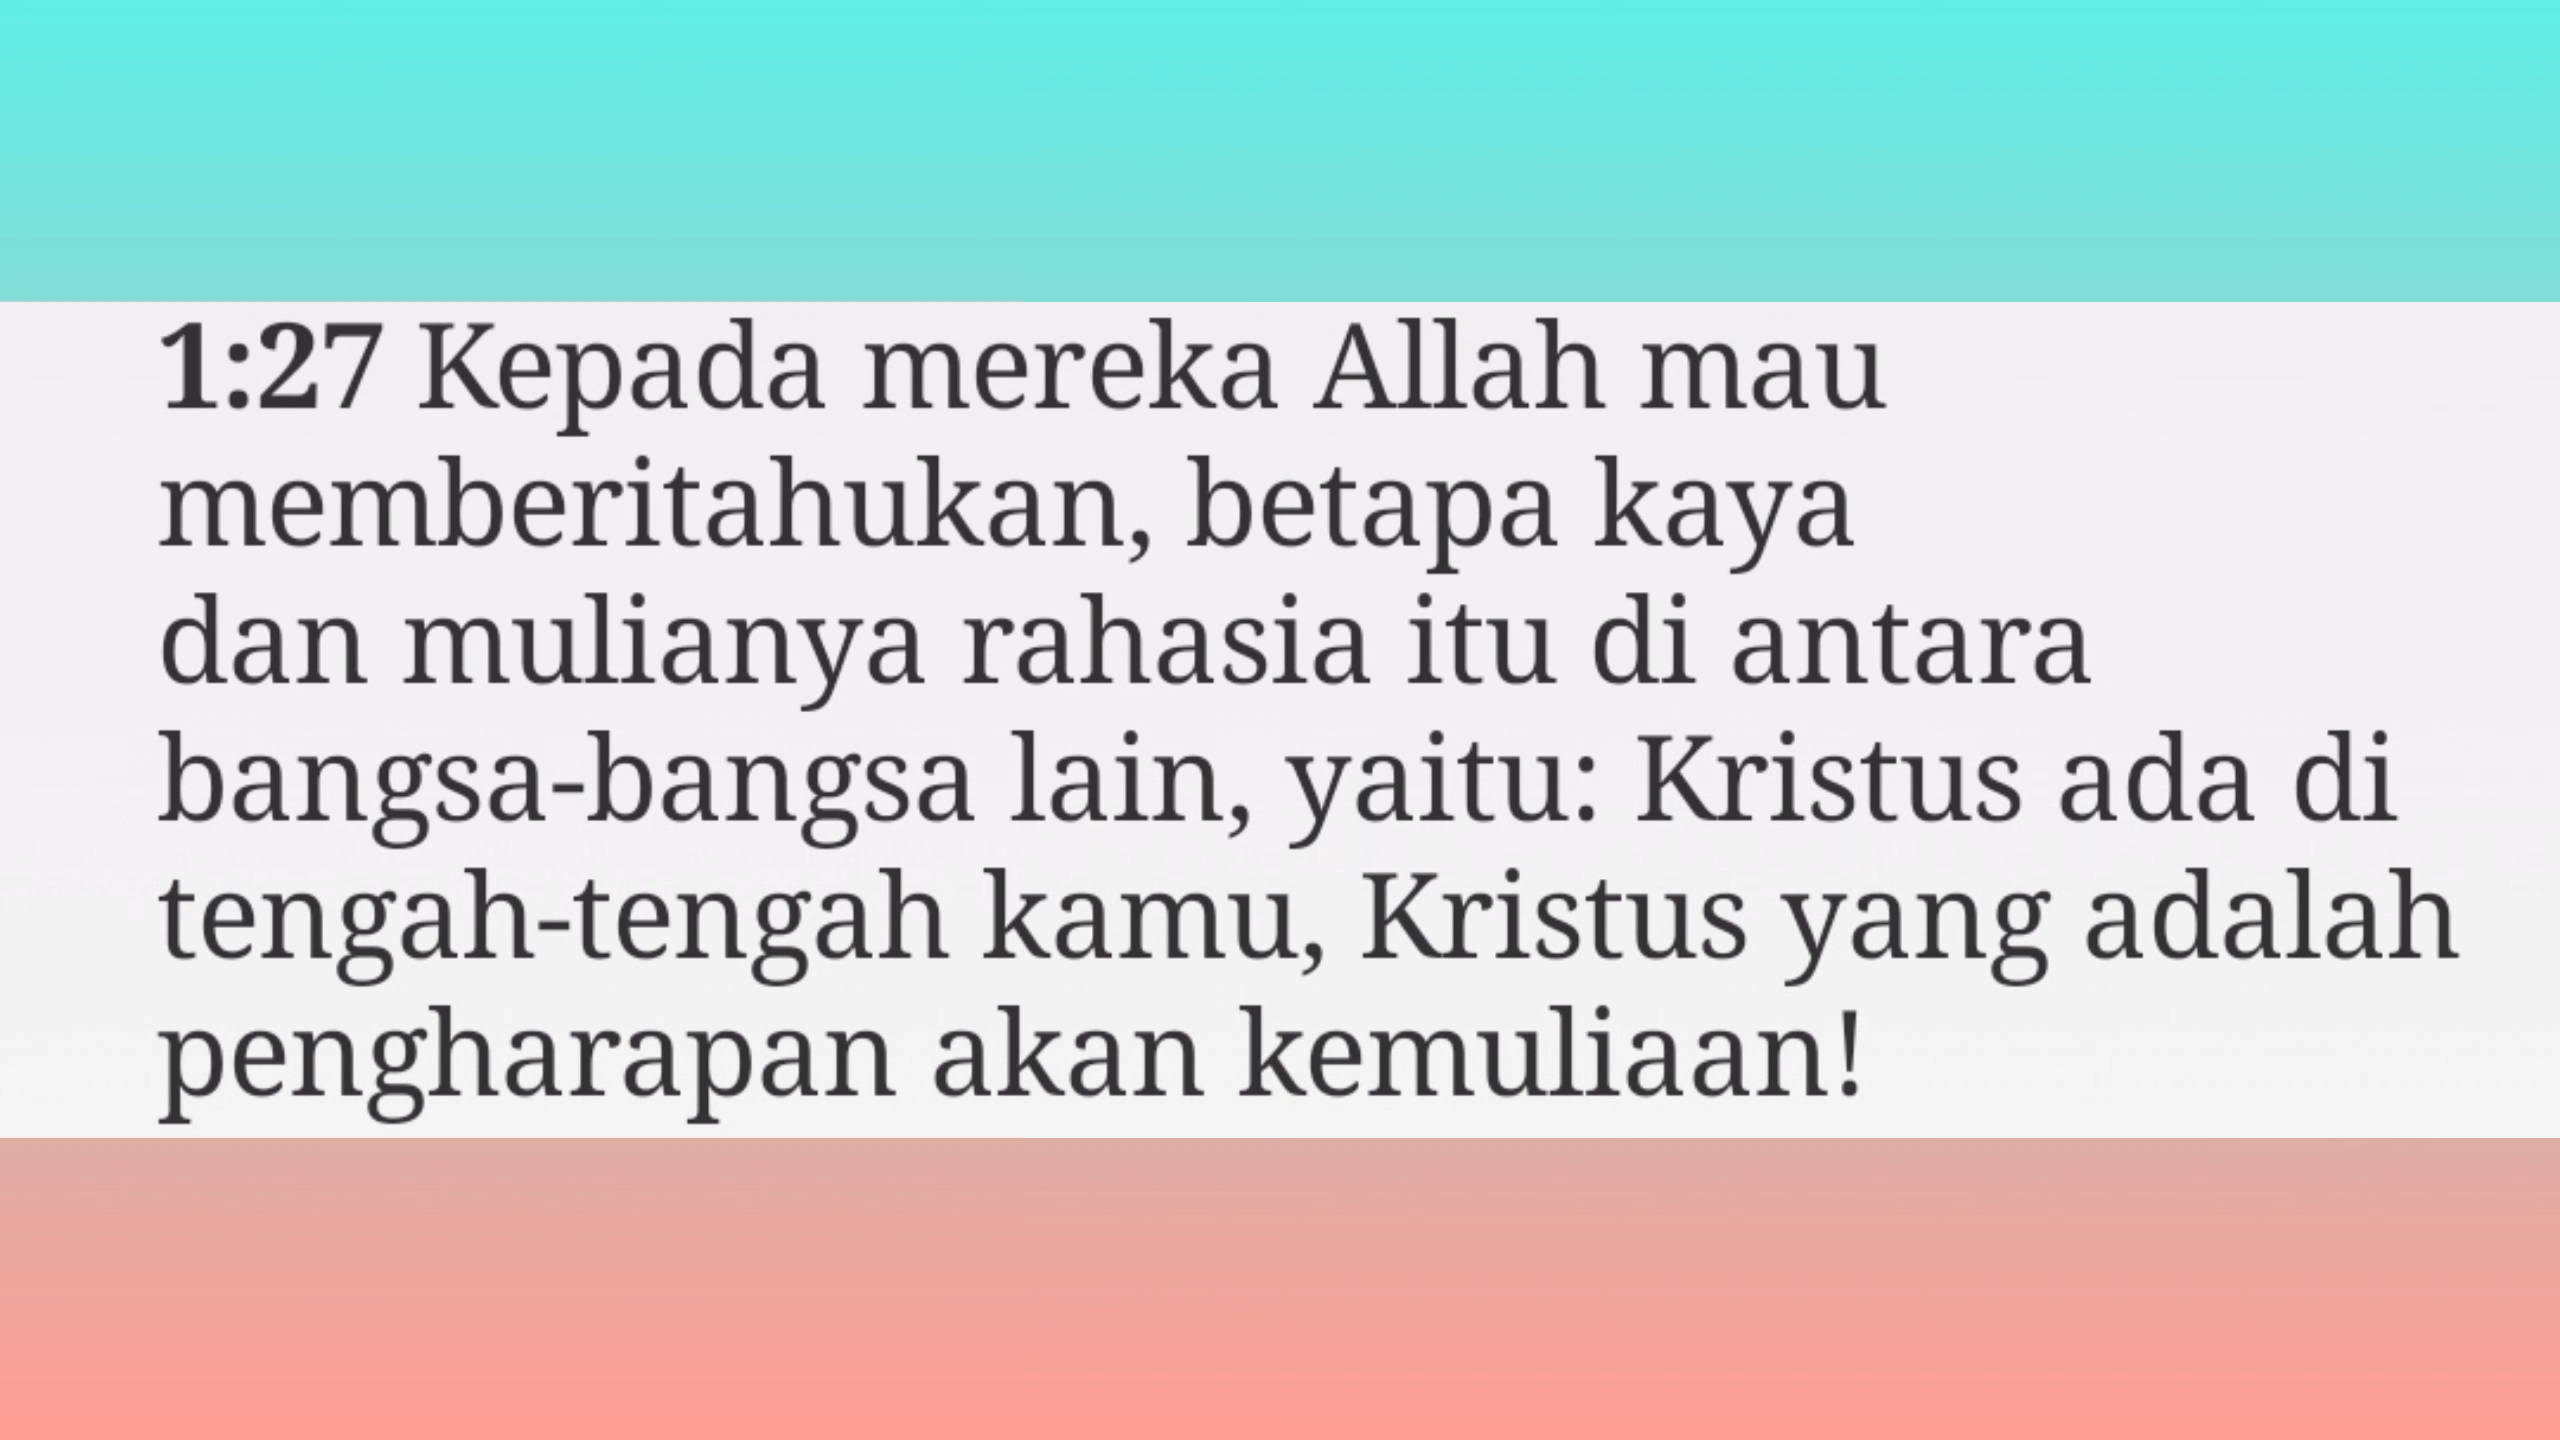 1:27 Kepada mereka Allah mau
memberitahukan, betapa kaya
dan mulianya rahasia itu di antara
bangsa-bangsa lain, yaitu: Kristus ada di
tengah-tengah kamu, Kristus yang adalah
pengharapan akan kemuliaan!